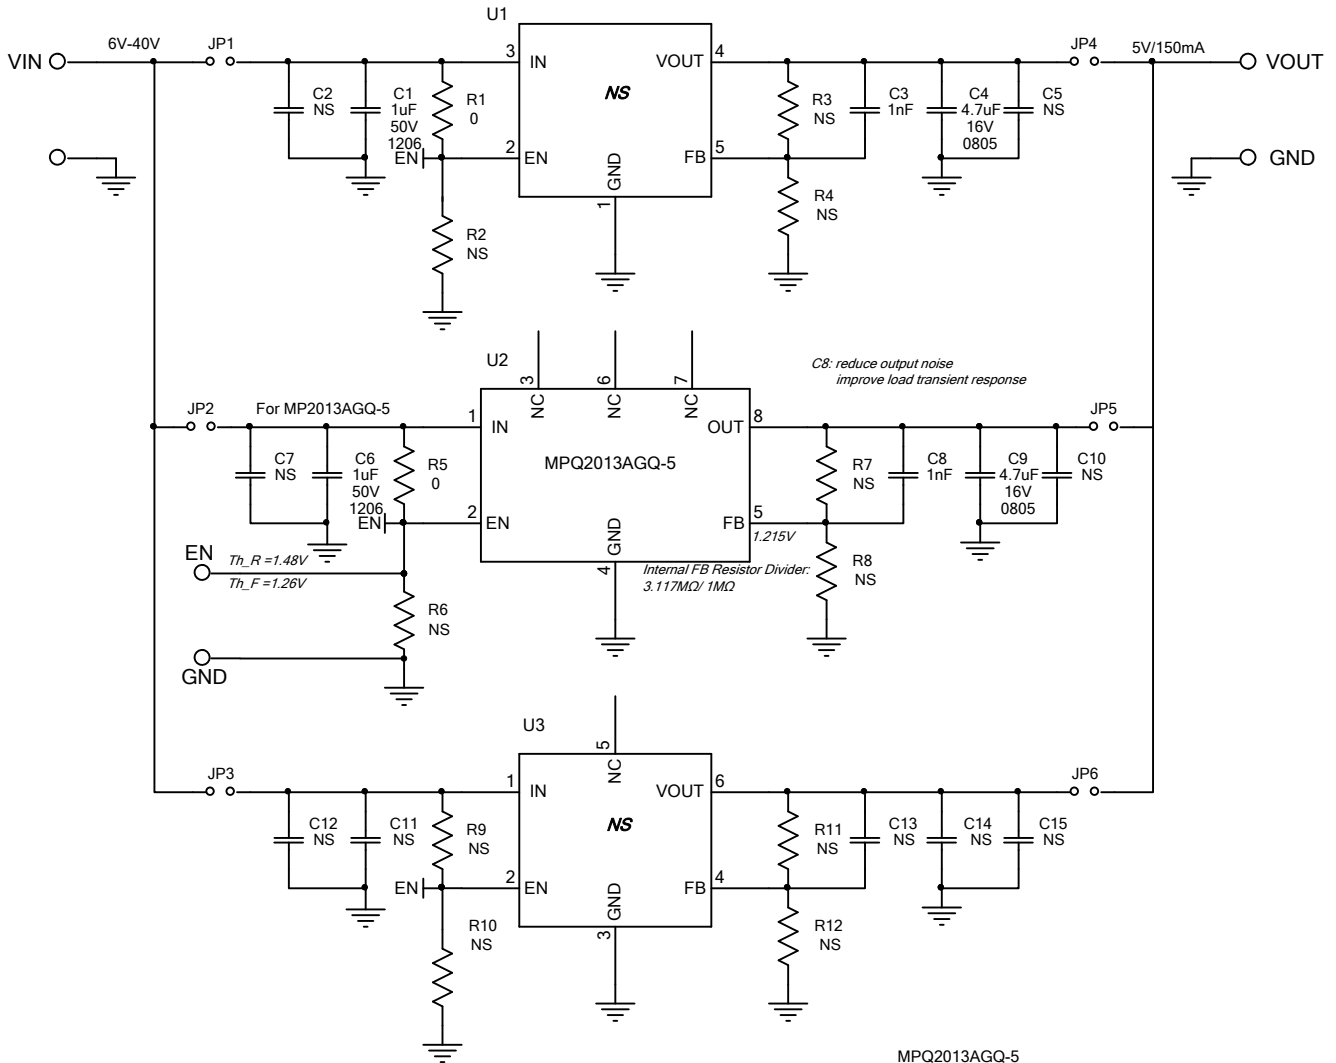 U1
6V-40V
JP1
VIN
3
IN
VOUT
4
JP4
5V/150mA
VOUT
NS
C2
NS
C1
1uF
50V
1206
R1
0
R3
NS
C3
1nF
C4
4.7uF
16V
0805
C5
NS
EN
2
EN
GND
1
FB
5
GND
R2
NS
R4
NS
U2
3
NC
6
NC
7
NC
C8: reduce output noise
improve load transient response
JP2
For MP2013AGQ-5
1
IN
OUT
8
JP5
MPQ2013AGQ-5
C7
NS
C6
1uF
50V
1206
R5
0
R7
NS
C8
1nF
C9
4.7uF
16V
0805
C10
NS
EN
2
EN
GND
4
FB
5
1.215V
EN
Th_R =1.48V
Th_F =1.26V
Internal FB Resistor Divider:
3.117MΩ/ 1MΩ
R8
NS
R6
NS
GND
U3
5
NC
JP3
1
IN
VOUT
6
JP6
NS
C12
NS
C11
NS
R9
NS
R11
NS
C13
NS
C14
NS
C15
NS
EN
2
EN
GND
3
FB
4
R10
NS
R12
NS
MPQ2013AGQ-5